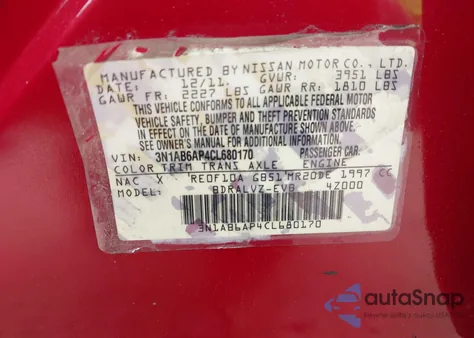 MANUFACTURED BY NISSAN MOTOR CO., LTD.
DATE: 12/11 GVWR: 3951 LBS
GAWR FR: 2227 LBS GAWR RR: 1810 LBS
THIS VEHICLE CONFORMS TO ALL APPLICABLE FEDERAL MOTOR
VEHICLE SAFETY, BUMPER, AND THEFT PREVENTION STANDARDS
IN EFFECT ON THE DATE OF MANUFACTURE SHOWN ABOVE.
SEE OWNER'S MANUAL FOR ADDITIONAL INFORMATION.
VIN: 3N1AB6AP4CL680170 PASSENGER CAR
COLOR TRIM TRANS AXLE ENGINE
NAC X RE0F10A GB51 MR20DE 1997 CC
BDRALVZ-EVB 4Z000
3N1AB6AP4CL680170
autoSnap